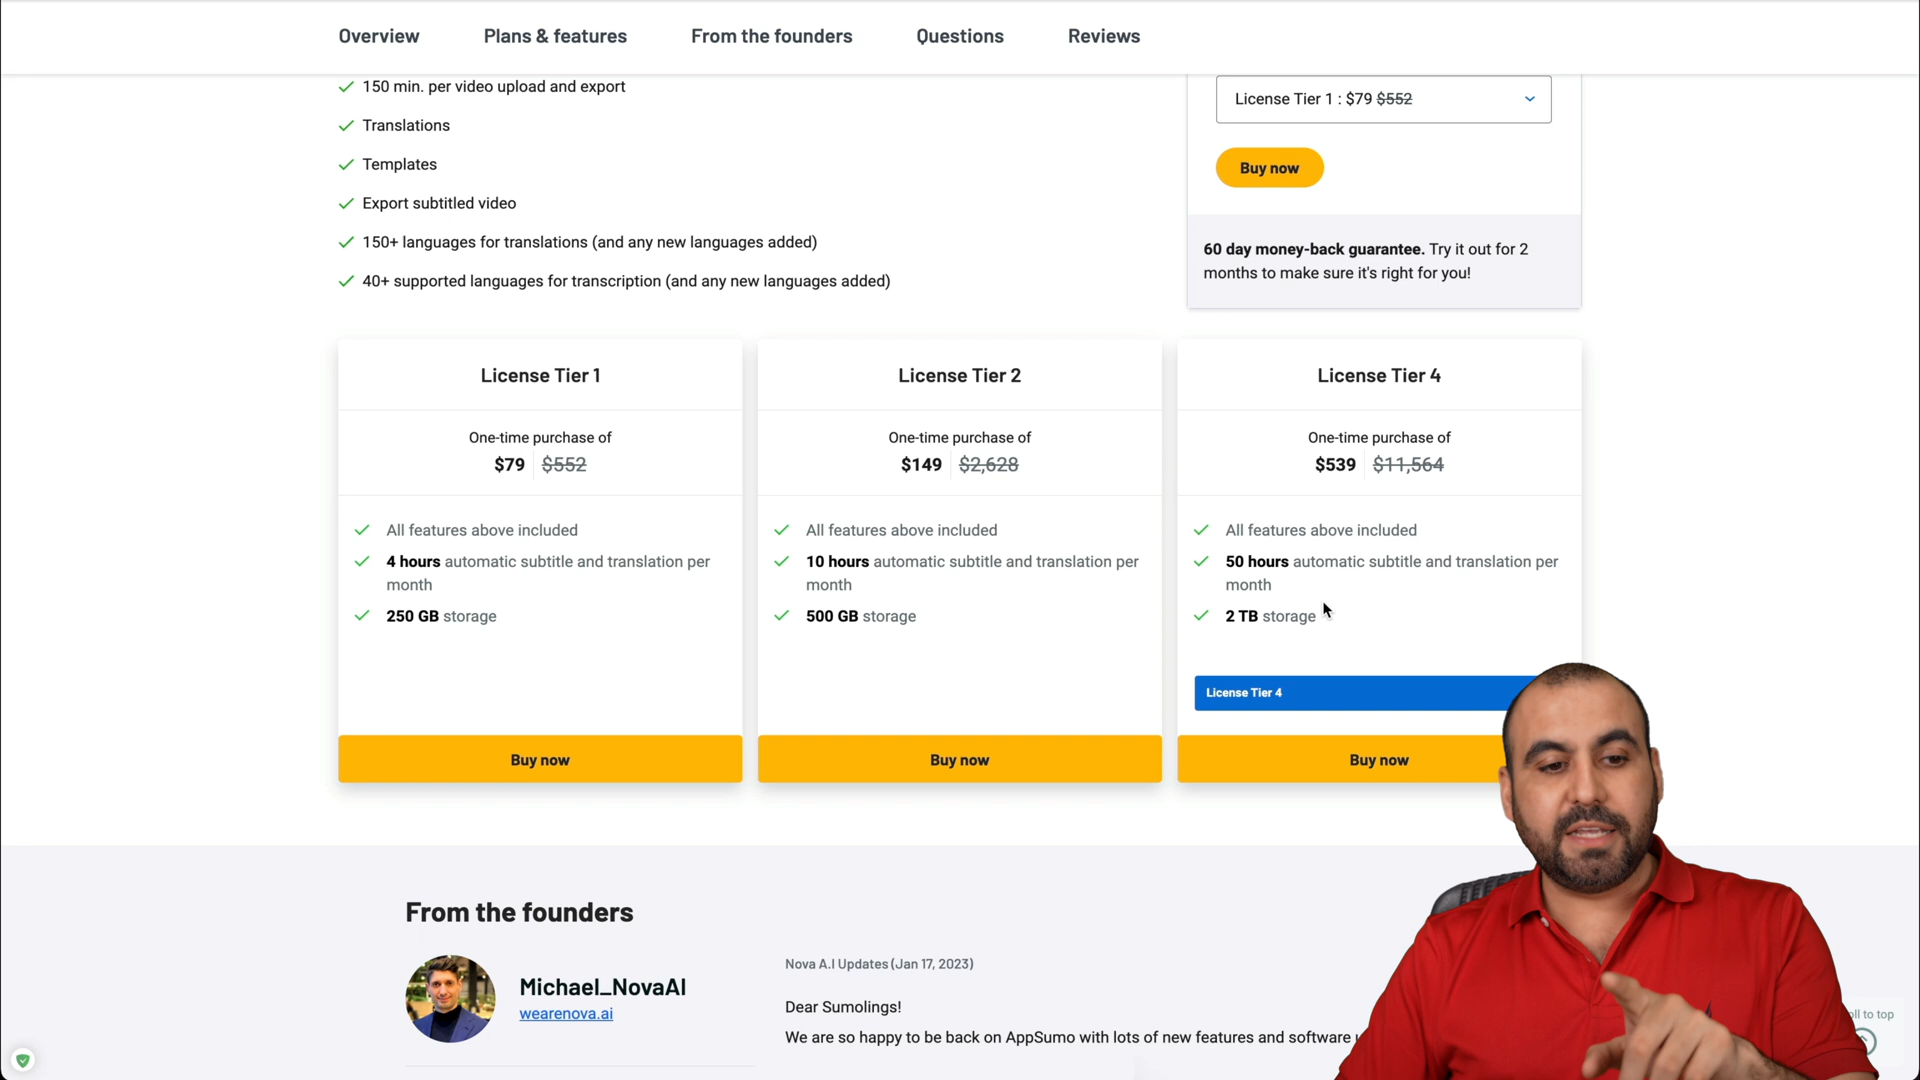 Overview Plans & features From the founders Questions Reviews
150 min. per video upload and export
Translations
Templates
Export subtitled video
150+ languages for translations (and any new languages added)
40+ supported languages for transcription (and any new languages added)
License Tier 1 : $79 $552
Buy now
60 day money-back guarantee. Try it out for 2
months to make sure it's right for you!
License Tier 1
One-time purchase of
$79 $552
All features above included
4 hours automatic subtitle and translation per
month
250 GB storage
Buy now
License Tier 2
One-time purchase of
$149 $2,628
All features above included
10 hours automatic subtitle and translation per
month
500 GB storage
Buy now
License Tier 4
One-time purchase of
$539 $11,564
All features above included
50 hours automatic subtitle and translation per
month
2 TB storage
License Tier 4
Buy now
From the founders
Michael_NovaAI
wearenova.ai
Nova A.I Updates (Jan 17, 2023)
Dear Sumolings!
We are so happy to be back on AppSumo with lots of new features and software
to top